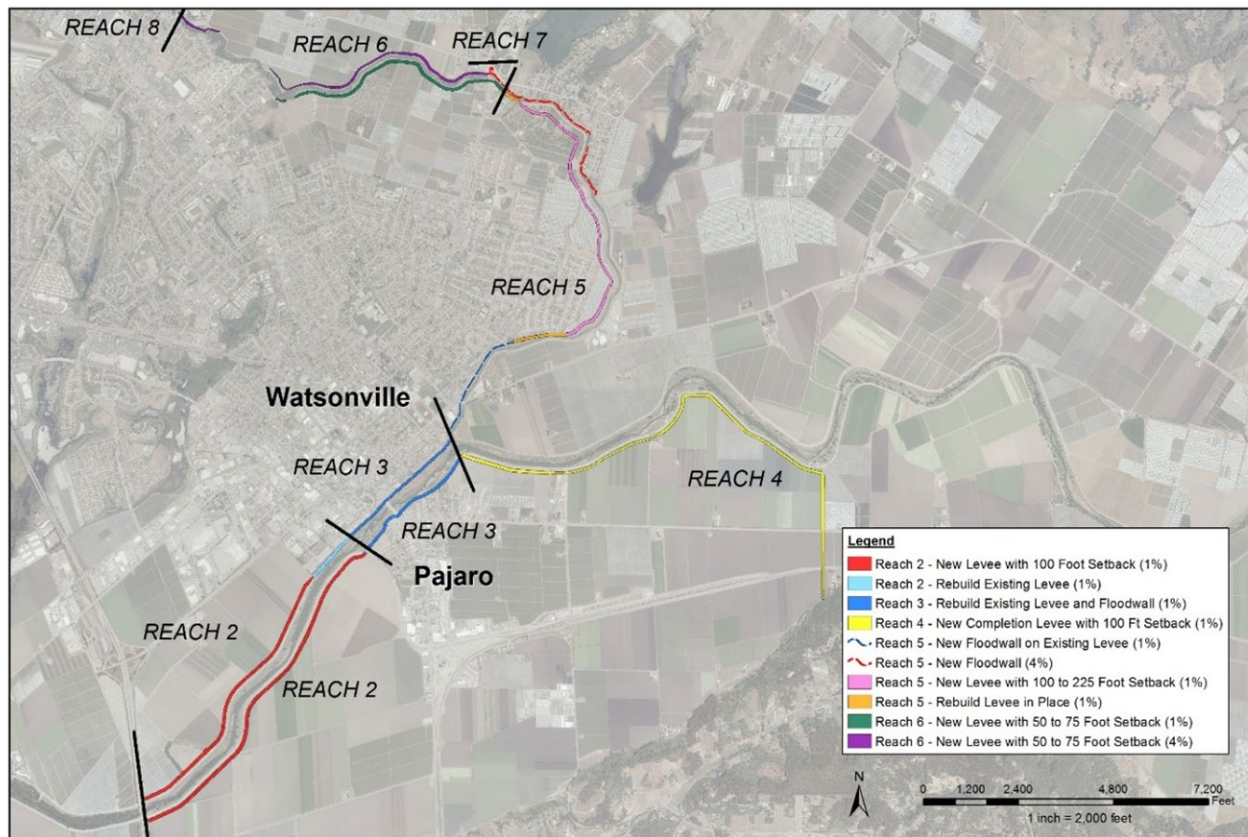 REACH 8
REACH 6
REACH 7
REACH 5
Watsonville
REACH 3
REACH 4
REACH 3
Pajaro
REACH 2
REACH 2
Legend
Reach 2 - New Levee with 100 Foot Setback (1%)
Reach 2 - Rebuild Existing Levee (1%)
Reach 3 - Rebuild Existing Levee and Floodwall (1%)
Reach 4 - New Completion Levee with 100 Ft Setback (1%)
Reach 5 - New Floodwall on Existing Levee (1%)
Reach 5 - New Floodwall (4%)
Reach 5 - New Levee with 100 to 225 Foot Setback (1%)
Reach 5 - Rebuild Levee in Place (1%)
Reach 6 - New Levee with 50 to 75 Foot Setback (1%)
Reach 6 - New Levee with 50 to 75 Foot Setback (4%)
N
0 1,200 2,400 4,800 7,200
Feet
1 inch = 2,000 feet